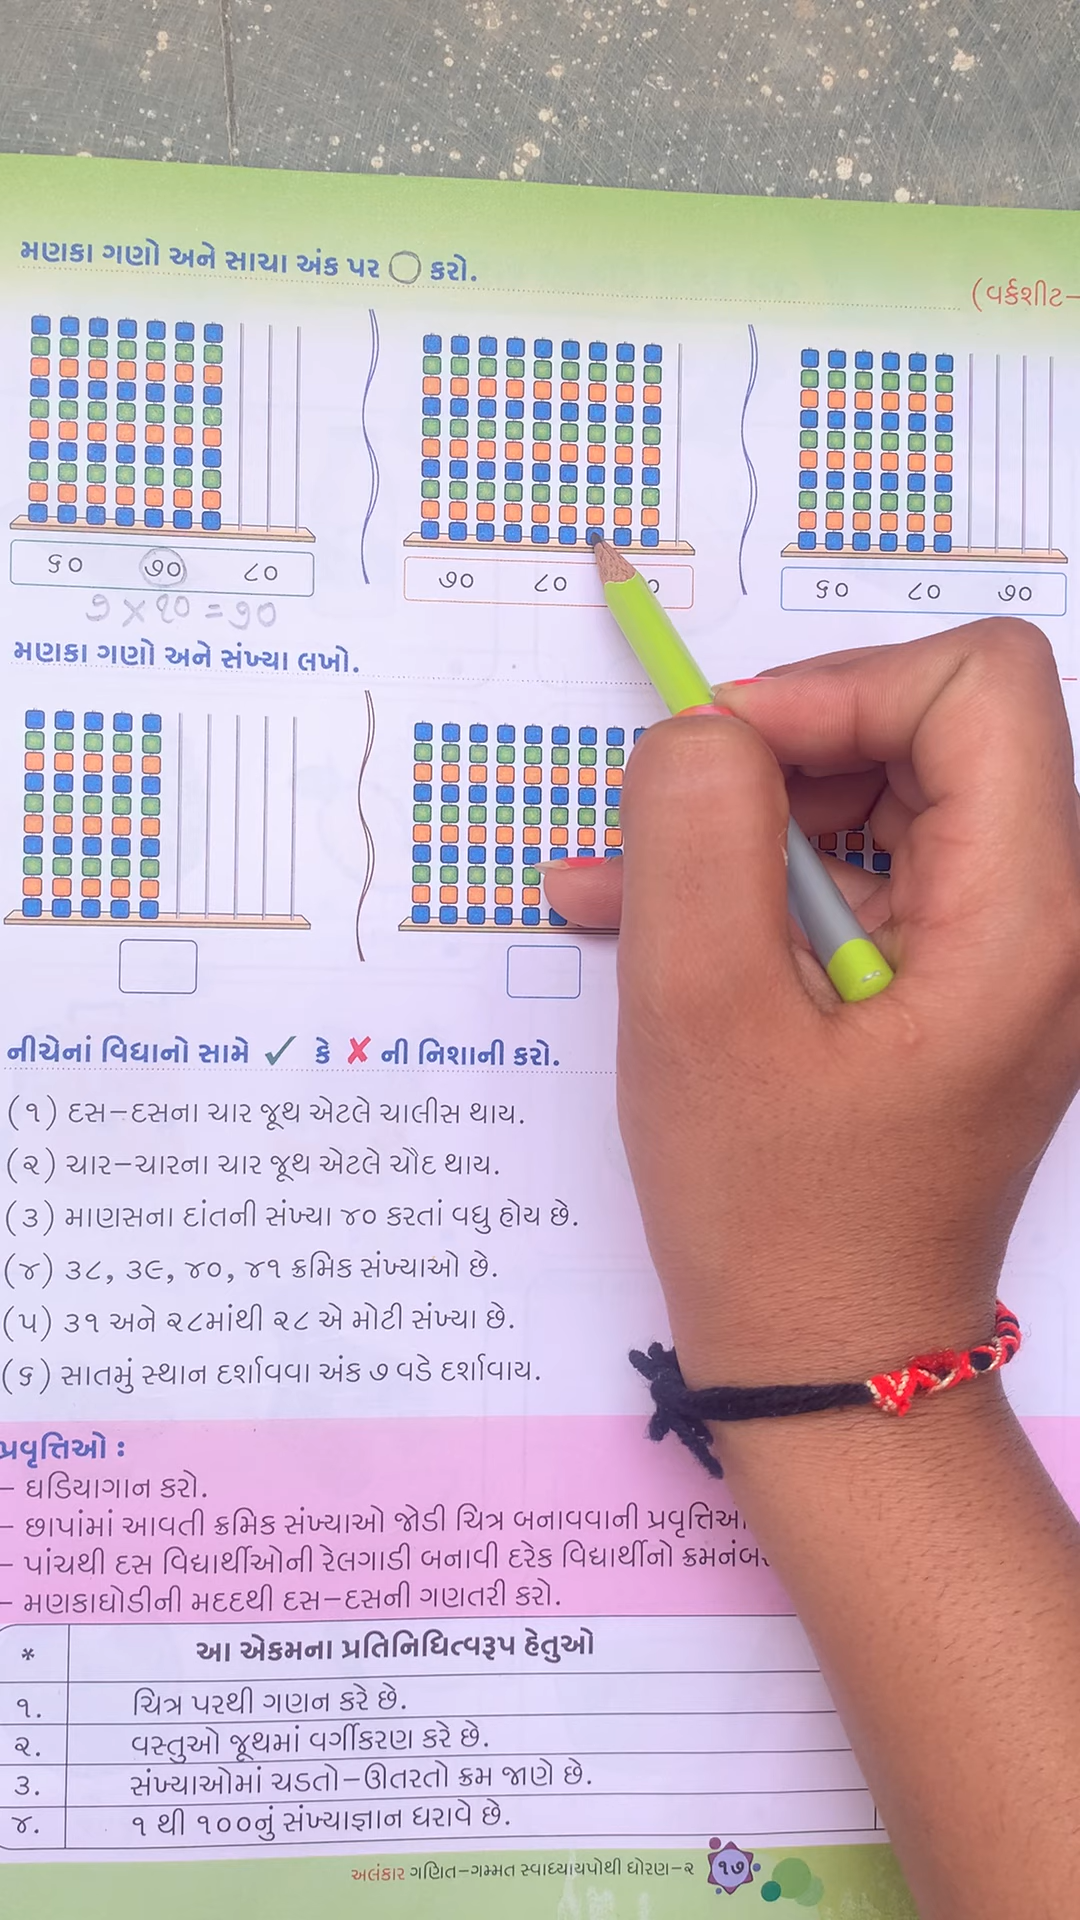 મણકા ગણો અને સાચા અંક પર ◯ કરો.
(વર્કશીટ–
૬૦ ૭૦ ૮૦
૭૦ ૮૦
૬૦ ૮૦ ૭૦
૭ × ૧૦ = ૭૦
મણકા ગણો અને સંખ્યા લખો.
નીચેનાં વિધાનો સામે ✓ કે ✗ ની નિશાની કરો.
(૧) દસ–દસના ચાર જૂથ એટલે ચાલીસ થાય.
(૨) ચાર–ચારના ચાર જૂથ એટલે ચૌદ થાય.
(૩) માણસના દાંતની સંખ્યા ૪૦ કરતાં વધુ હોય છે.
(૪) ૩૮, ૩૯, ૪૦, ૪૧ ક્રમિક સંખ્યાઓ છે.
(૫) ૩૧ અને ૨૮માંથી ૨૮ એ મોટી સંખ્યા છે.
(૬) સાતમું સ્થાન દર્શાવવા અંક ૭ વડે દર્શાવાય.
પ્રવૃત્તિઓ :
– ઘડિયાગાન કરો.
– છાપાંમાં આવતી ક્રમિક સંખ્યાઓ જોડી ચિત્ર બનાવવાની
– પાંચથી દસ વિદ્યાર્થીઓની રેલગાડી બનાવી દરેક વિદ્યાર્થીનો
– મણકાઘોડીની મદદથી દસ–દસની ગણતરી કરો.
* આ એકમના પ્રતિનિધિત્વરૂપ હેતુઓ
૧. ચિત્ર પરથી ગણન કરે છે.
૨. વસ્તુઓ જૂથમાં વર્ગીકરણ કરે છે.
૩. સંખ્યાઓમાં ચડતો–ઊતરતો ક્રમ જાણે છે.
૪. ૧ થી ૧૦૦નું સંખ્યાજ્ઞાન ધરાવે છે.
અલંકાર ગણિત–ગમ્મત સ્વાધ્યાયપોથી ધોરણ–૨ ૧૭